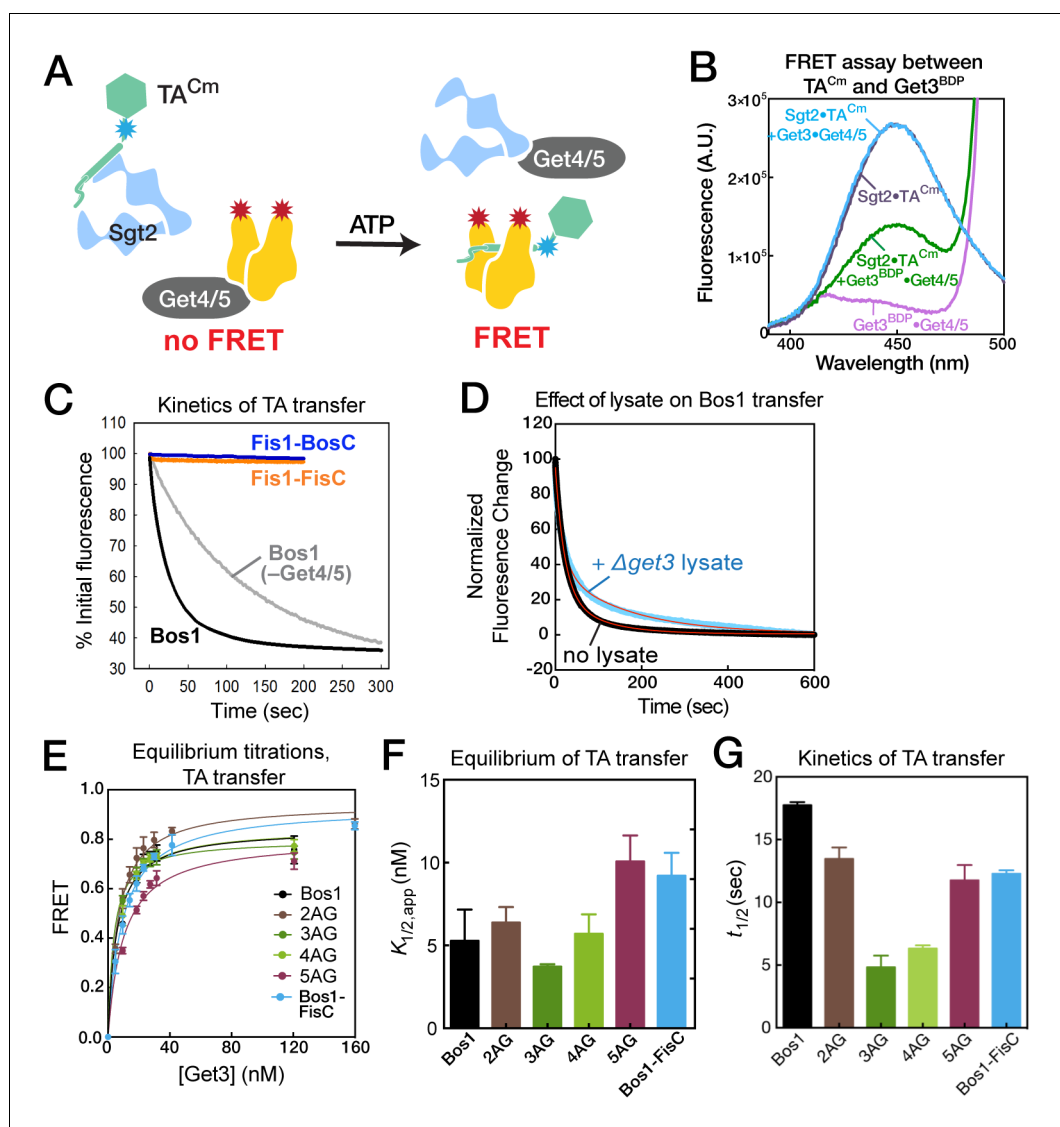 A
TA^Cm
Sgt2
Get4/5
no FRET
ATP
Get4/5
FRET
B
FRET assay between
TA^Cm and Get3^BDP
Fluorescence (A.U.)
3×10^5
2×10^5
1×10^5
0
Sgt2•TA^Cm
+Get3•Get4/5
Sgt2•TA^Cm
Sgt2•TA^Cm
+Get3^BDP•Get4/5
Get3^BDP•Get4/5
400
450
500
Wavelength (nm)
C
Kinetics of TA transfer
% Initial fluorescence
110
100
90
80
70
60
50
40
30
Fis1-BosC
Fis1-FisC
Bos1
(–Get4/5)
Bos1
0 50 100 150 200 250 300
Time (sec)
D
Effect of lysate on Bos1 transfer
Normalized
Fluoresence Change
120
100
80
60
40
20
0
-20
+ Δget3 lysate
no lysate
0 200 400 600
Time (sec)
E
Equilibrium titrations,
TA transfer
FRET
1.0
0.8
0.6
0.4
0.2
0.0
Bos1
2AG
3AG
4AG
5AG
Bos1-
FisC
0 40 80 120 160
[Get3] (nM)
F
Equilibrium of TA transfer
K1/2,app (nM)
15
10
5
0
Bos1 2AG 3AG 4AG 5AG Bos1-FisC
G
Kinetics of TA transfer
t1/2 (sec)
20
15
10
5
0
Bos1 2AG 3AG 4AG 5AG Bos1-FisC